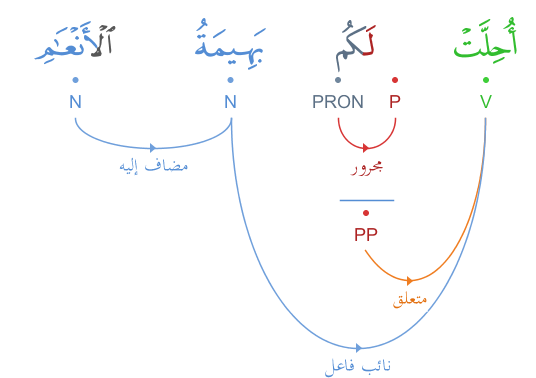 أُحِلَّتْ لَكُم بَهِيمَةُ ٱلْأَنْعَٰمِ
V P PRON N N
مجرور
مضاف إليه
PP
متعلق
نائب فاعل